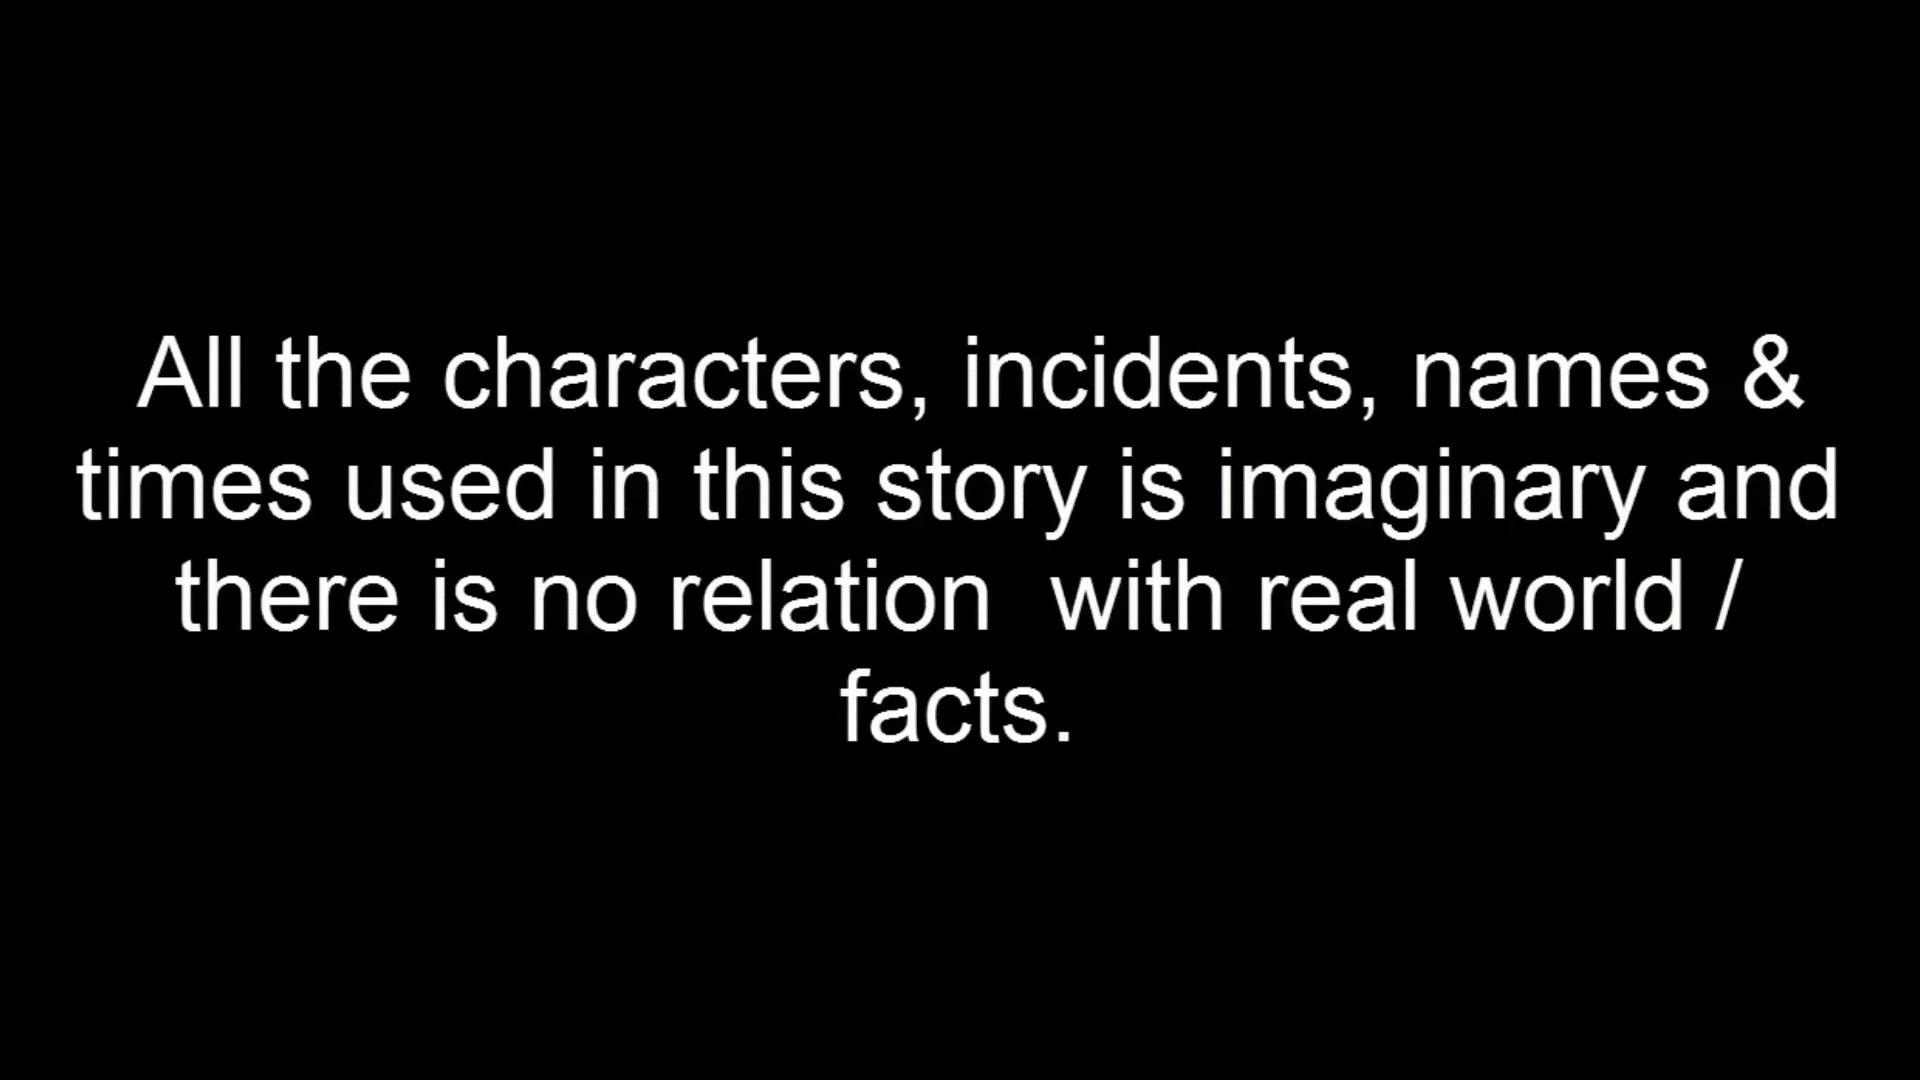 All the characters, incidents, names &
times used in this story is imaginary and
there is no relation  with real world /
facts.